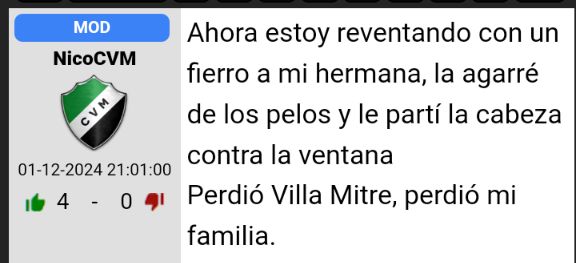 MOD
NicoCVM
CVM
01-12-2024 21:01:00
4 - 0
Ahora estoy reventando con un
fierro a mi hermana, la agarré
de los pelos y le partí la cabeza
contra la ventana
Perdió Villa Mitre, perdió mi
familia.